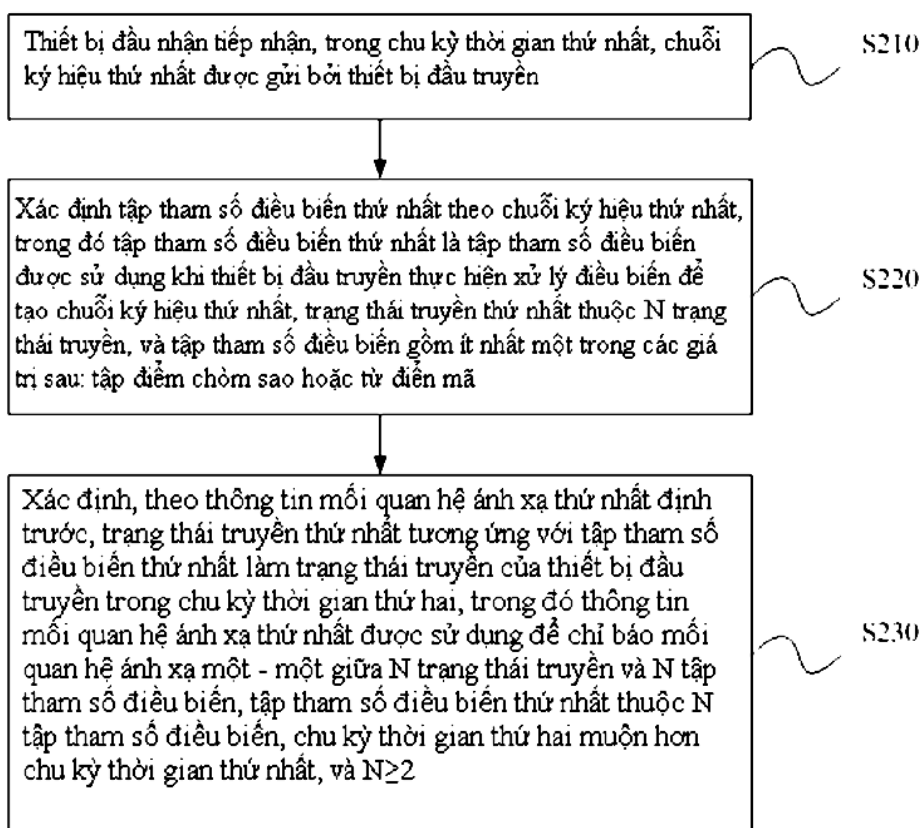 Thiết bị đầu nhận tiếp nhận, trong chu kỳ thời gian thứ nhất, chuỗi
ký hiệu thứ nhất được gửi bởi thiết bị đầu truyền
S210
Xác định tập tham số điều biến thứ nhất theo chuỗi ký hiệu thứ nhất,
trong đó tập tham số điều biến thứ nhất là tập tham số điều biến
được sử dụng khi thiết bị đầu truyền thực hiện xử lý điều biến để
tạo chuỗi ký hiệu thứ nhất, trạng thái truyền thứ nhất thuộc N trạng
thái truyền, và tập tham số điều biến gồm ít nhất một trong các giá
trị sau: tập điểm chòm sao hoặc từ điển mã
S220
Xác định, theo thông tin mối quan hệ ánh xạ thứ nhất định
trước, trạng thái truyền thứ nhất tương ứng với tập tham số
điều biến thứ nhất làm trạng thái truyền của thiết bị đầu
truyền trong chu kỳ thời gian thứ hai, trong đó thông tin
mối quan hệ ánh xạ thứ nhất được sử dụng để chỉ báo mối
quan hệ ánh xạ một - một giữa N trạng thái truyền và N tập
tham số điều biến, tập tham số điều biến thứ nhất thuộc N
tập tham số điều biến, chu kỳ thời gian thứ hai muộn hơn
chu kỳ thời gian thứ nhất, và N≥2
S230